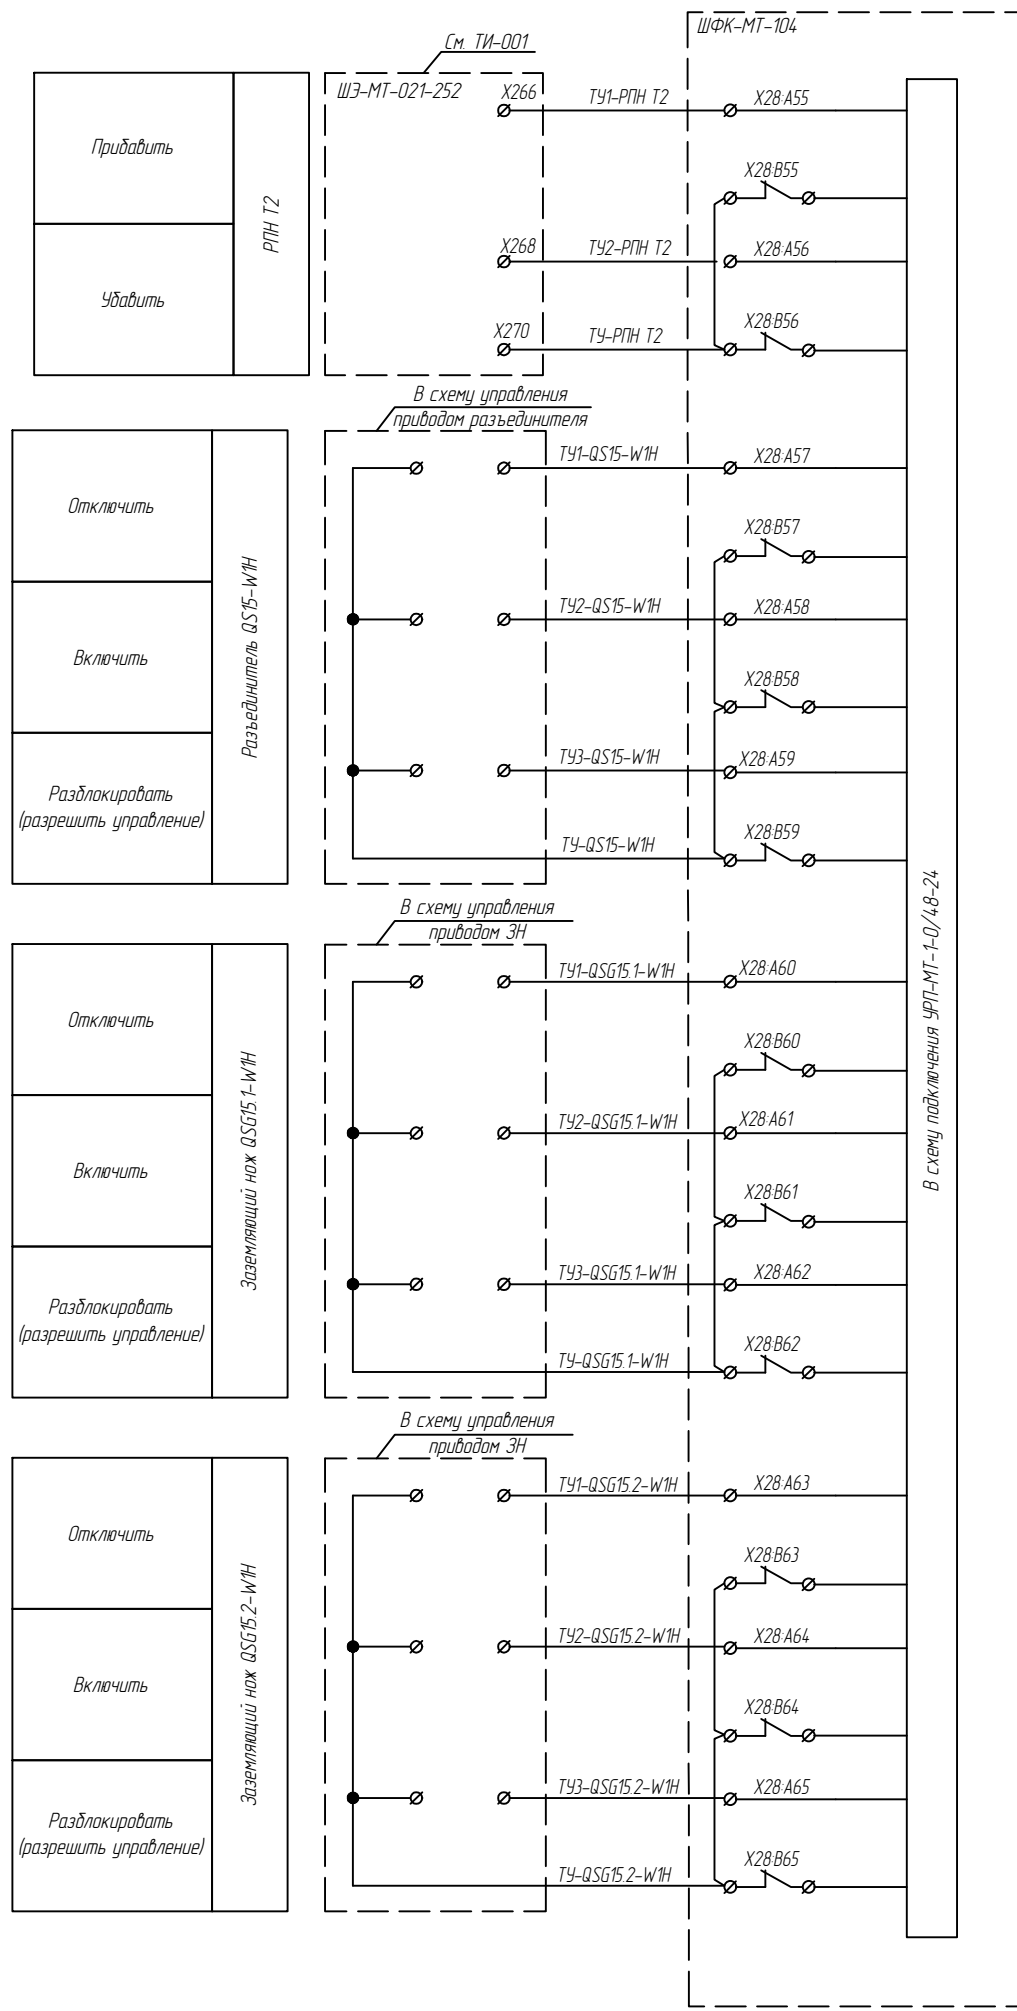 ШФК-МТ-104
См. ТИ-001
ШЭ-МТ-021-252
X266
ТУ1-РПН Т2
X28:A55
Прибавить
X28:B55
РПН Т2
X268
ТУ2-РПН Т2
X28:A56
Убавить
X270
ТУ-РПН Т2
X28:B56
В схему управления
приводом разъединителя
ТУ1-QS15-W1H
X28:A57
Отключить
X28:B57
Разъединитель QS15-W1H
ТУ2-QS15-W1H
X28:A58
Включить
X28:B58
ТУ3-QS15-W1H
X28:A59
Разблокировать
(разрешить управление)
ТУ-QS15-W1H
X28:B59
В схему подключения УРП-МТ-1-0/48-24
В схему управления
приводом ЗН
ТУ1-QSG15.1-W1H
X28:A60
Отключить
X28:B60
Заземляющий нож QSG15.1-W1H
ТУ2-QSG15.1-W1H
X28:A61
Включить
X28:B61
ТУ3-QSG15.1-W1H
X28:A62
Разблокировать
(разрешить управление)
ТУ-QSG15.1-W1H
X28:B62
В схему управления
приводом ЗН
ТУ1-QSG15.2-W1H
X28:A63
Отключить
X28:B63
Заземляющий нож QSG15.2-W1H
ТУ2-QSG15.2-W1H
X28:A64
Включить
X28:B64
ТУ3-QSG15.2-W1H
X28:A65
Разблокировать
(разрешить управление)
ТУ-QSG15.2-W1H
X28:B65